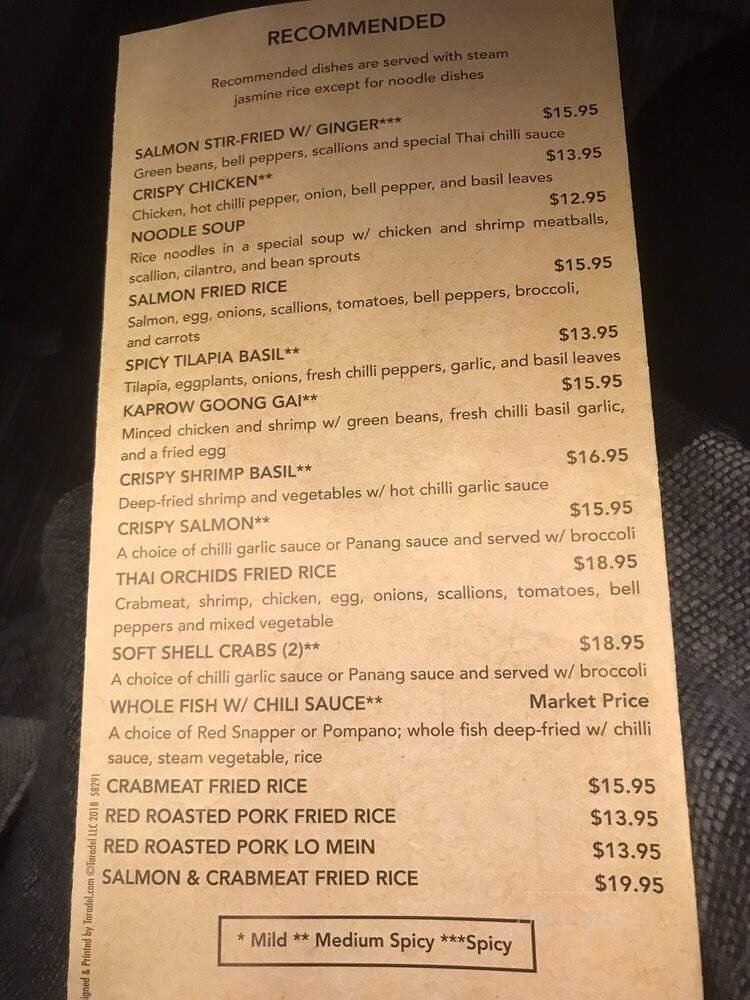 RECOMMENDED
Recommended dishes are served with steam
jasmine rice except for noodle dishes
SALMON STIR-FRIED W/ GINGER*** $15.95
Green beans, bell peppers, scallions and special Thai chilli sauce
CRISPY CHICKEN** $13.95
Chicken, hot chilli pepper, onion, bell pepper, and basil leaves
NOODLE SOUP $12.95
Rice noodles in a special soup w/ chicken and shrimp meatballs,
scallion, cilantro, and bean sprouts
SALMON FRIED RICE $15.95
Salmon, egg, onions, scallions, tomatoes, bell peppers, broccoli,
and carrots
SPICY TILAPIA BASIL** $13.95
Tilapia, eggplants, onions, fresh chilli peppers, garlic, and basil leaves
KAPROW GOONG GAI** $15.95
Minced chicken and shrimp w/ green beans, fresh chilli basil garlic,
and a fried egg
CRISPY SHRIMP BASIL** $16.95
Deep-fried shrimp and vegetables w/ hot chilli garlic sauce
CRISPY SALMON** $15.95
A choice of chilli garlic sauce or Panang sauce and served w/ broccoli
THAI ORCHIDS FRIED RICE $18.95
Crabmeat, shrimp, chicken, egg, onions, scallions, tomatoes, bell
peppers and mixed vegetable
SOFT SHELL CRABS (2)** $18.95
A choice of chilli garlic sauce or Panang sauce and served w/ broccoli
WHOLE FISH W/ CHILI SAUCE** Market Price
A choice of Red Snapper or Pompano; whole fish deep-fried w/ chilli
sauce, steam vegetable, rice
CRABMEAT FRIED RICE $15.95
RED ROASTED PORK FRIED RICE $13.95
RED ROASTED PORK LO MEIN $13.95
SALMON & CRABMEAT FRIED RICE $19.95
* Mild ** Medium Spicy ***Spicy
igned & Printed by Taradel.com ©Taradel LLC 2018 58291